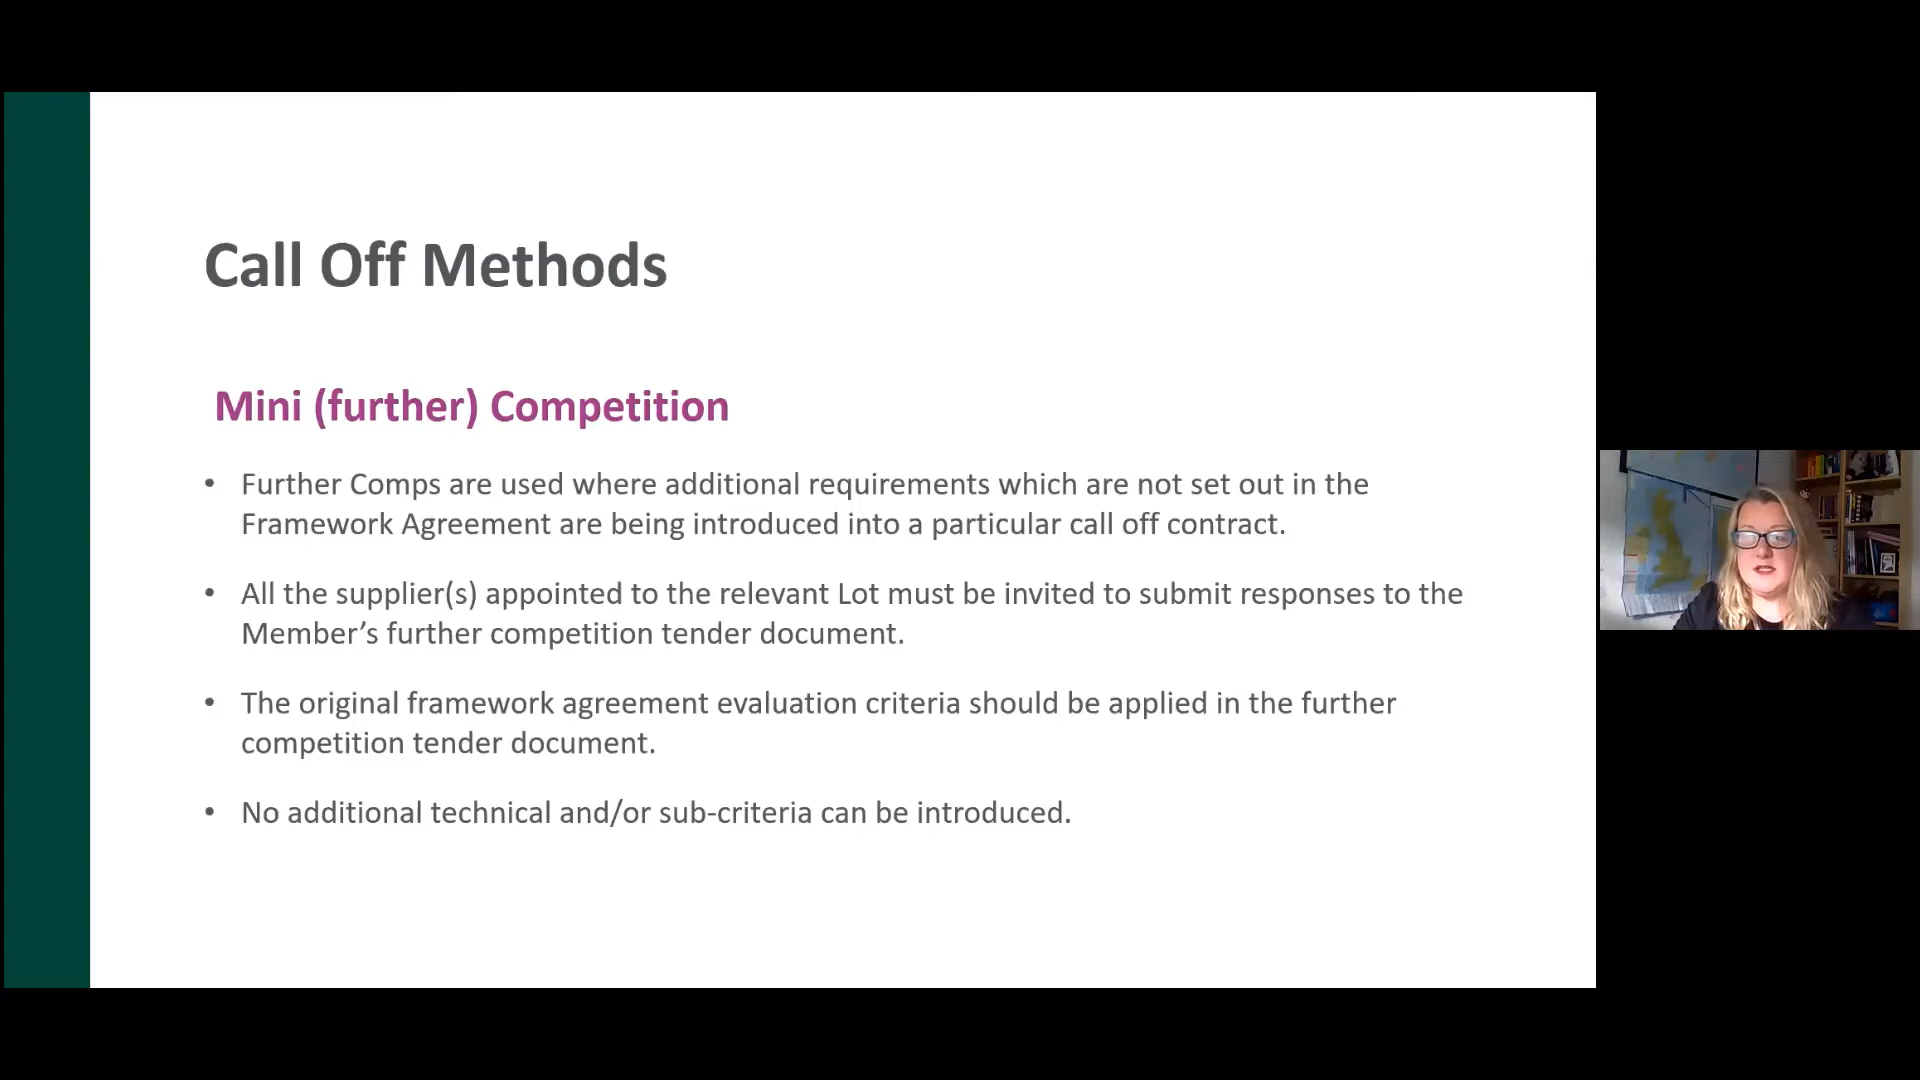 Call Off Methods
Mini (further) Competition
• Further Comps are used where additional requirements which are not set out in the
Framework Agreement are being introduced into a particular call off contract.
• All the supplier(s) appointed to the relevant Lot must be invited to submit responses to the
Member’s further competition tender document.
• The original framework agreement evaluation criteria should be applied in the further
competition tender document.
• No additional technical and/or sub-criteria can be introduced.